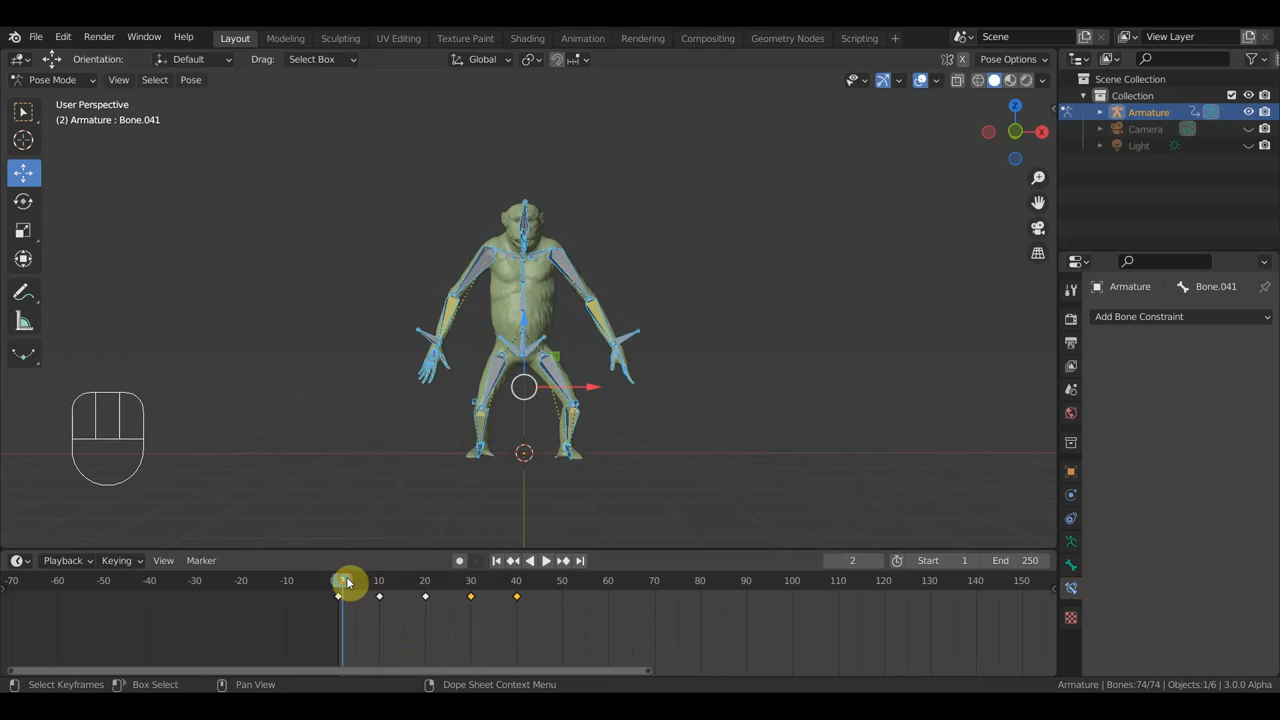 File Edit Render Window Help Layout Modeling Sculpting UV Editing Texture Paint Shading Animation Rendering Compositing Geometry Nodes Scripting + Scene View Layer
Orientation: Default Drag: Select Box Global X Pose Options
Pose Mode View Select Pose
User Perspective
(2) Armature : Bone.041
Z
X
Scene Collection
Collection
Armature
Camera
Light
Armature Bone.041
Add Bone Constraint
Playback Keying View Marker 2 Start 1 End 250
-70 -60 -50 -40 -30 -20 -10 2 10 20 30 40 50 60 70 80 90 100 110 120 130 140 150
Select Keyframes Box Select Pan View Dope Sheet Context Menu Armature | Bones:74/74 | Objects:1/6 | 3.0.0 Alpha